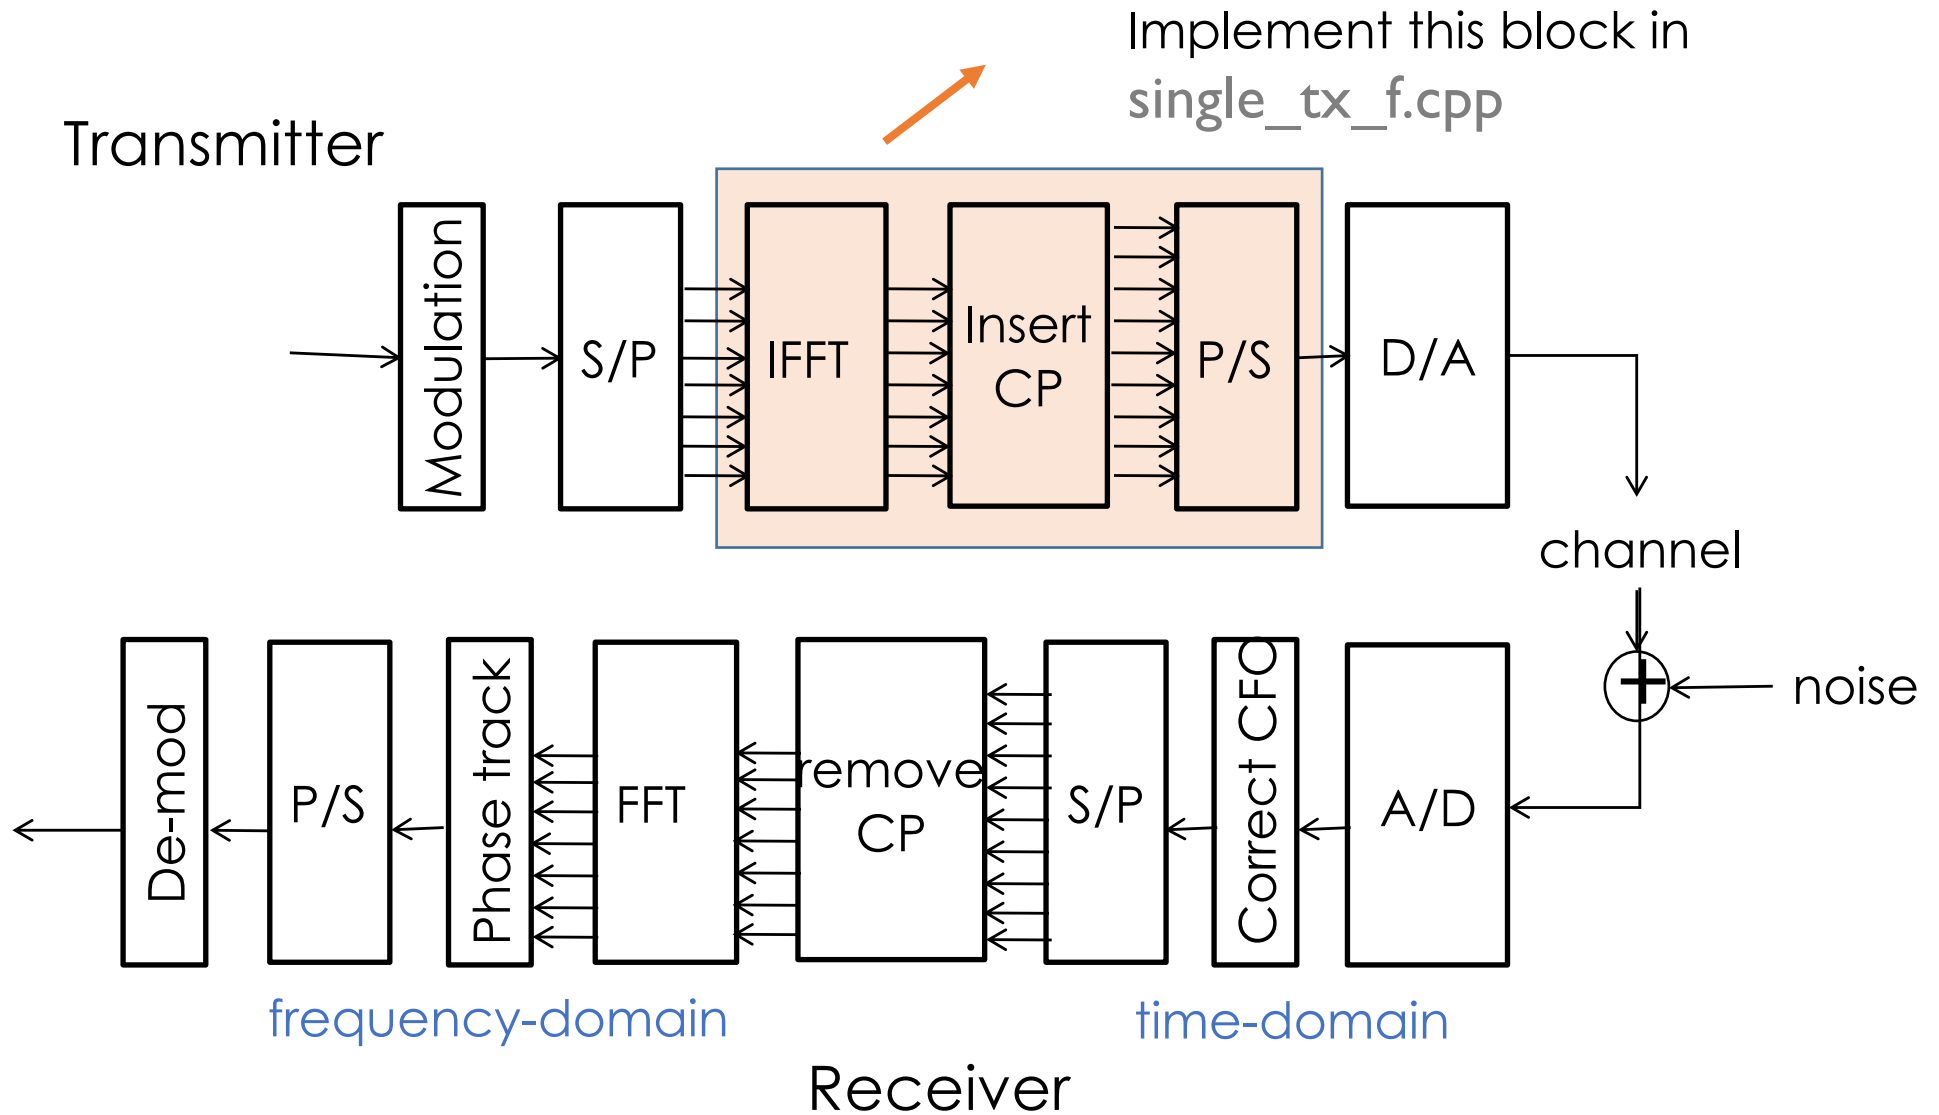 Implement this block in
single_tx_f.cpp
Transmitter
Modulation
S/P
IFFT
Insert
CP
P/S
D/A
channel
noise
De-mod
P/S
Phase track
FFT
remove
CP
S/P
Correct CFO
A/D
frequency-domain
time-domain
Receiver